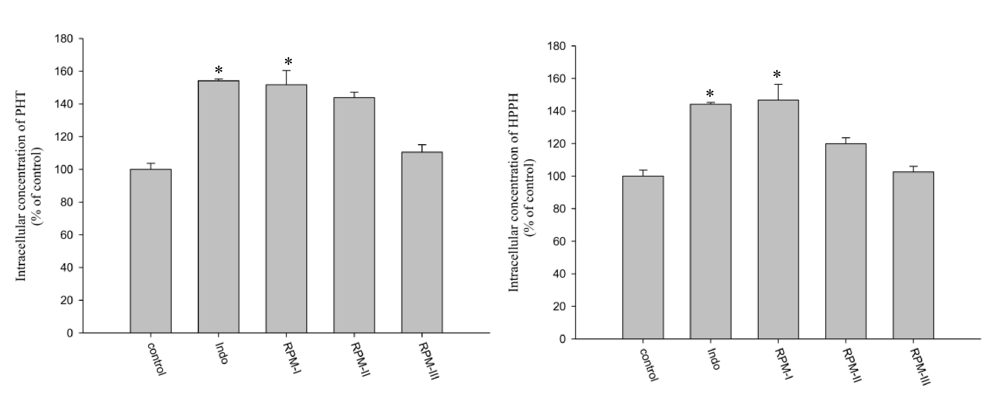 Intracellular concentration of PHT
(% of control)
180
160
140
120
100
80
60
40
20
0
*
*
control
Indo
RPM-I
RPM-II
RPM-III
Intracellular concentration of HPPH
(% of control)
180
160
140
120
100
80
60
40
20
0
*
*
control
Indo
RPM-I
RPM-II
RPM-III